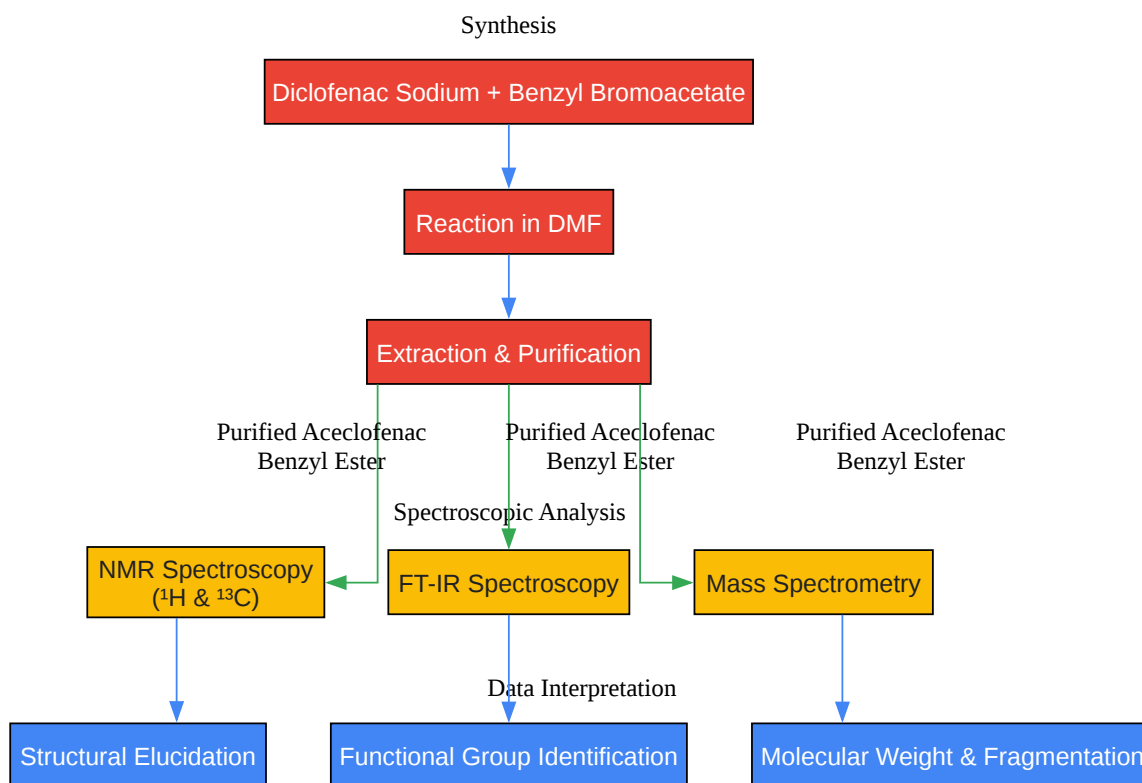 Synthesis
Diclofenac Sodium + Benzyl Bromoacetate
Reaction in DMF
Extraction & Purification
Purified Aceclofenac
Benzyl Ester
Purified Aceclofenac
Benzyl Ester
Purified Aceclofenac
Benzyl Ester
Spectroscopic Analysis
NMR Spectroscopy
(¹H & ¹³C)
FT-IR Spectroscopy
Mass Spectrometry
Data Interpretation
Structural Elucidation
Functional Group Identification
Molecular Weight & Fragmentation